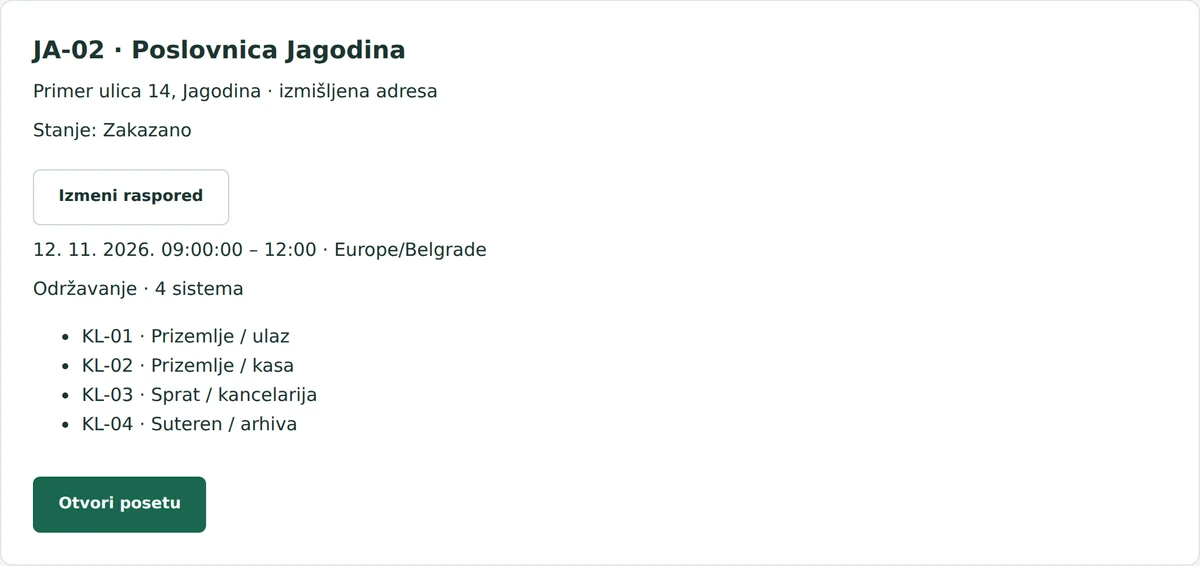 JA-02 · Poslovnica Jagodina
Primer ulica 14, Jagodina · izmišljena adresa
Stanje: Zakazano
Izmeni raspored
12. 11. 2026. 09:00:00 – 12:00 · Europe/Belgrade
Održavanje · 4 sistema
• KL-01 · Prizemlje / ulaz
• KL-02 · Prizemlje / kasa
• KL-03 · Sprat / kancelarija
• KL-04 · Suteren / arhiva
Otvori posetu